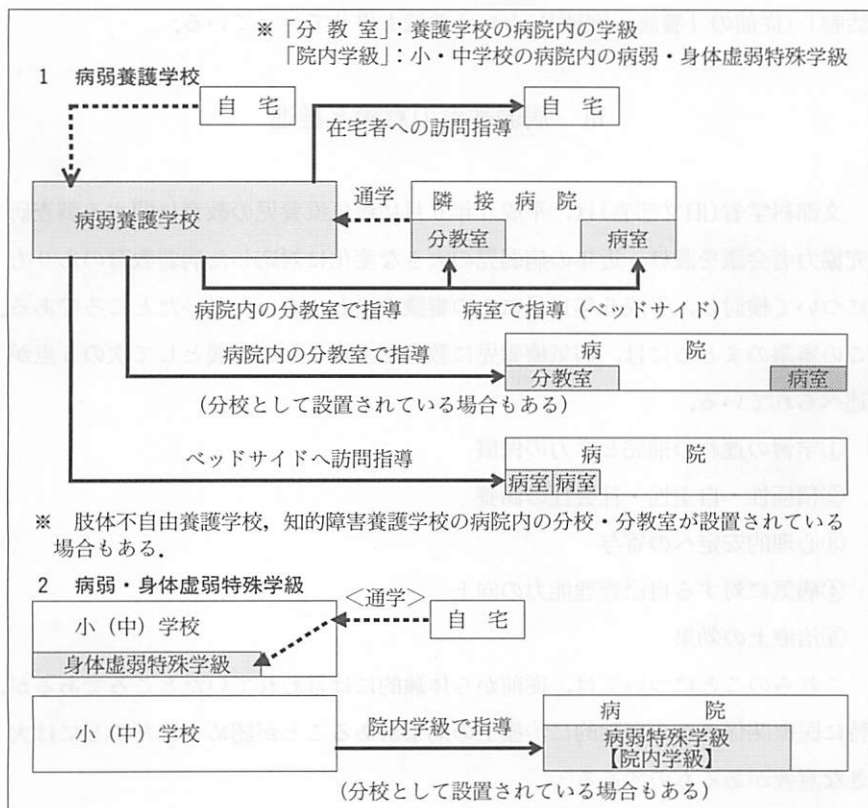 ※「分 教 室」：養護学校の病院内の学級
「院内学級」：小・中学校の病院内の病弱・身体虚弱特殊学級
1 病弱養護学校
自 宅
自 宅
在宅者への訪問指導
病弱養護学校
通学
隣 接 病 院
分教室
病室
病院内の分教室で指導
病室で指導（ベッドサイド）
病院内の分教室で指導
病 院
分教室
病室
（分校として設置されている場合もある）
ベッドサイドへ訪問指導
病 院
病室
病室
※ 肢体不自由養護学校，知的障害養護学校の病院内の分校・分教室が設置されている
場合もある．
2 病弱・身体虚弱特殊学級
＜通学＞
小（中）学校
自 宅
身体虚弱特殊学級
小（中）学校
院内学級で指導
病 院
病弱特殊学級
【院内学級】
（分校として設置されている場合もある）